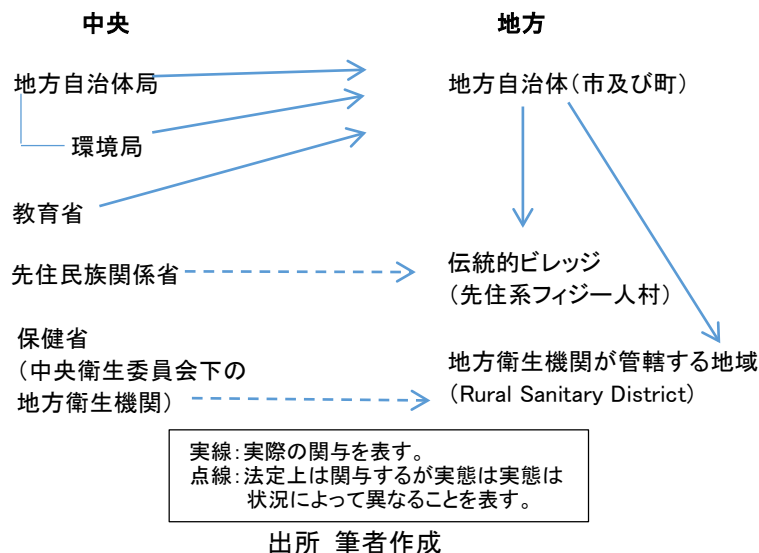 中央
地方
地方自治体局
地方自治体（市及び町）
環境局
教育省
先住民族関係省
伝統的ビレッジ
（先住系フィジー人村）
保健省
（中央衛生委員会下の
地方衛生機関）
地方衛生機関が管轄する地域
（Rural Sanitary District）
実線：実際の関与を表す。
点線：法定上は関与するが実態は実態は
状況によって異なることを表す。
出所 筆者作成